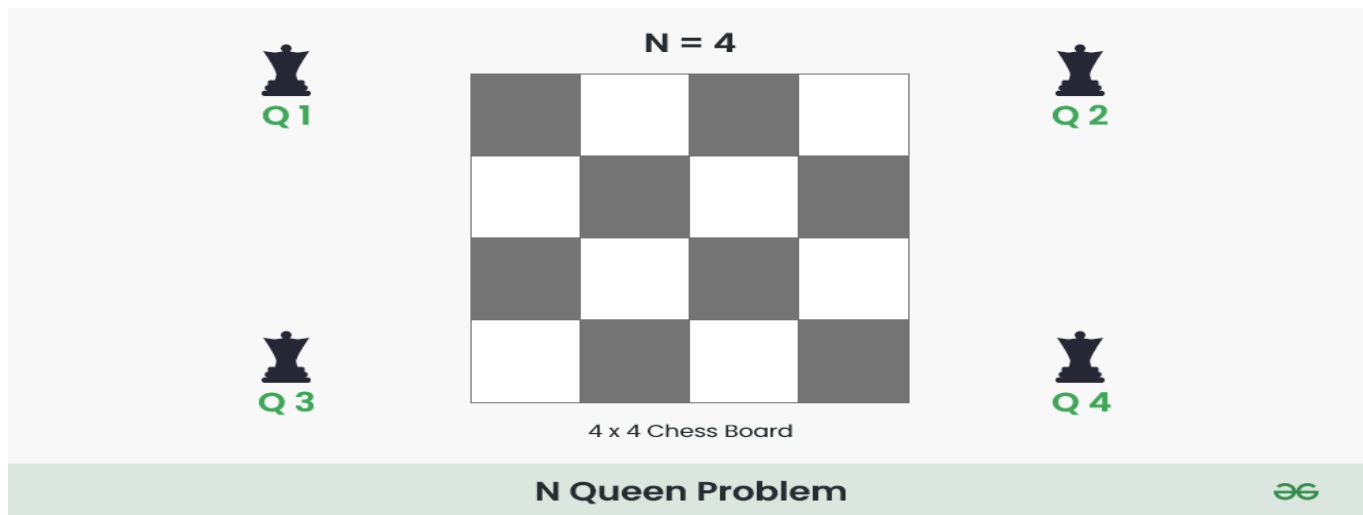 N = 4
Q 1
Q 2
Q 3
Q 4
4 x 4 Chess Board
N Queen Problem